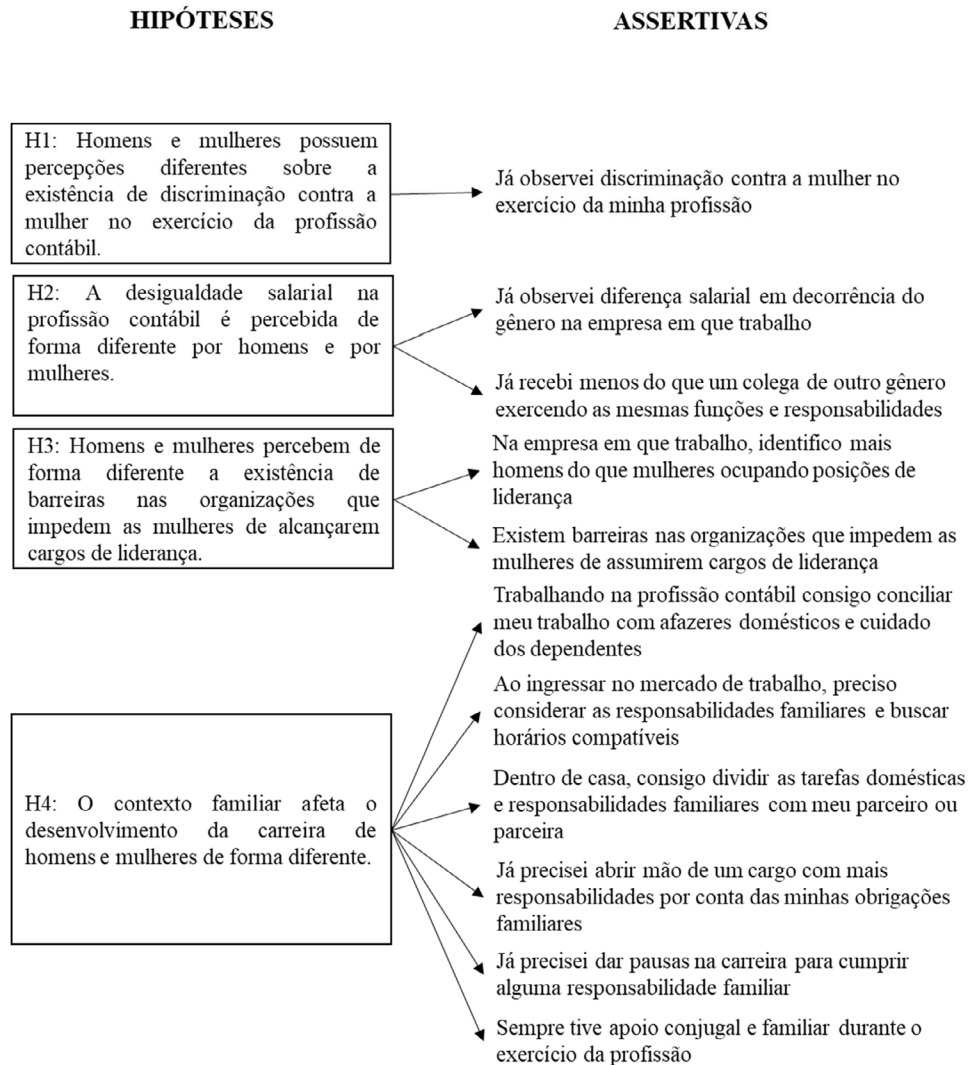 HIPÓTESES
ASSERTIVAS
H1: Homens e mulheres possuem
percepções diferentes sobre a
existência de discriminação contra a
mulher no exercício da profissão
contábil.
Já observei discriminação contra a mulher no
exercício da minha profissão
H2: A desigualdade salarial na
profissão contábil é percebida de
forma diferente por homens e por
mulheres.
Já observei diferença salarial em decorrência do
gênero na empresa em que trabalho
Já recebi menos do que um colega de outro gênero
exercendo as mesmas funções e responsabilidades
H3: Homens e mulheres percebem de
forma diferente a existência de
barreiras nas organizações que
impedem as mulheres de alcançarem
cargos de liderança.
Na empresa em que trabalho, identifico mais
homens do que mulheres ocupando posições de
liderança
Existem barreiras nas organizações que impedem as
mulheres de assumirem cargos de liderança
H4: O contexto familiar afeta o
desenvolvimento da carreira de
homens e mulheres de forma diferente.
Trabalhando na profissão contábil consigo conciliar
meu trabalho com afazeres domésticos e cuidado
dos dependentes
Ao ingressar no mercado de trabalho, preciso
considerar as responsabilidades familiares e buscar
horários compatíveis
Dentro de casa, consigo dividir as tarefas domésticas
e responsabilidades familiares com meu parceiro ou
parceira
Já precisei abrir mão de um cargo com mais
responsabilidades por conta das minhas obrigações
familiares
Já precisei dar pausas na carreira para cumprir
alguma responsabilidade familiar
Sempre tive apoio conjugal e familiar durante o
exercício da profissão